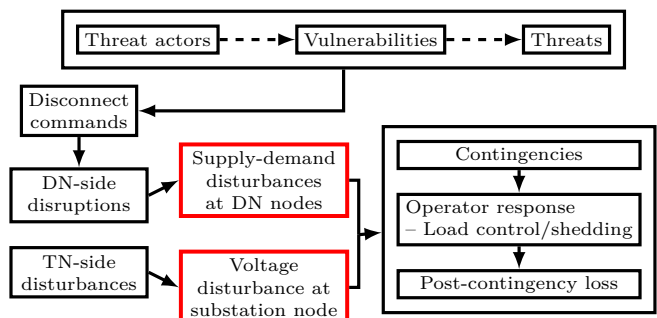 Threat actors
Vulnerabilities
Threats
Disconnect
commands
DN-side
disruptions
Supply-demand
disturbances
at DN nodes
TN-side
disturbances
Voltage
disturbance at
substation node
Contingencies
Operator response
– Load control/shedding
Post-contingency loss